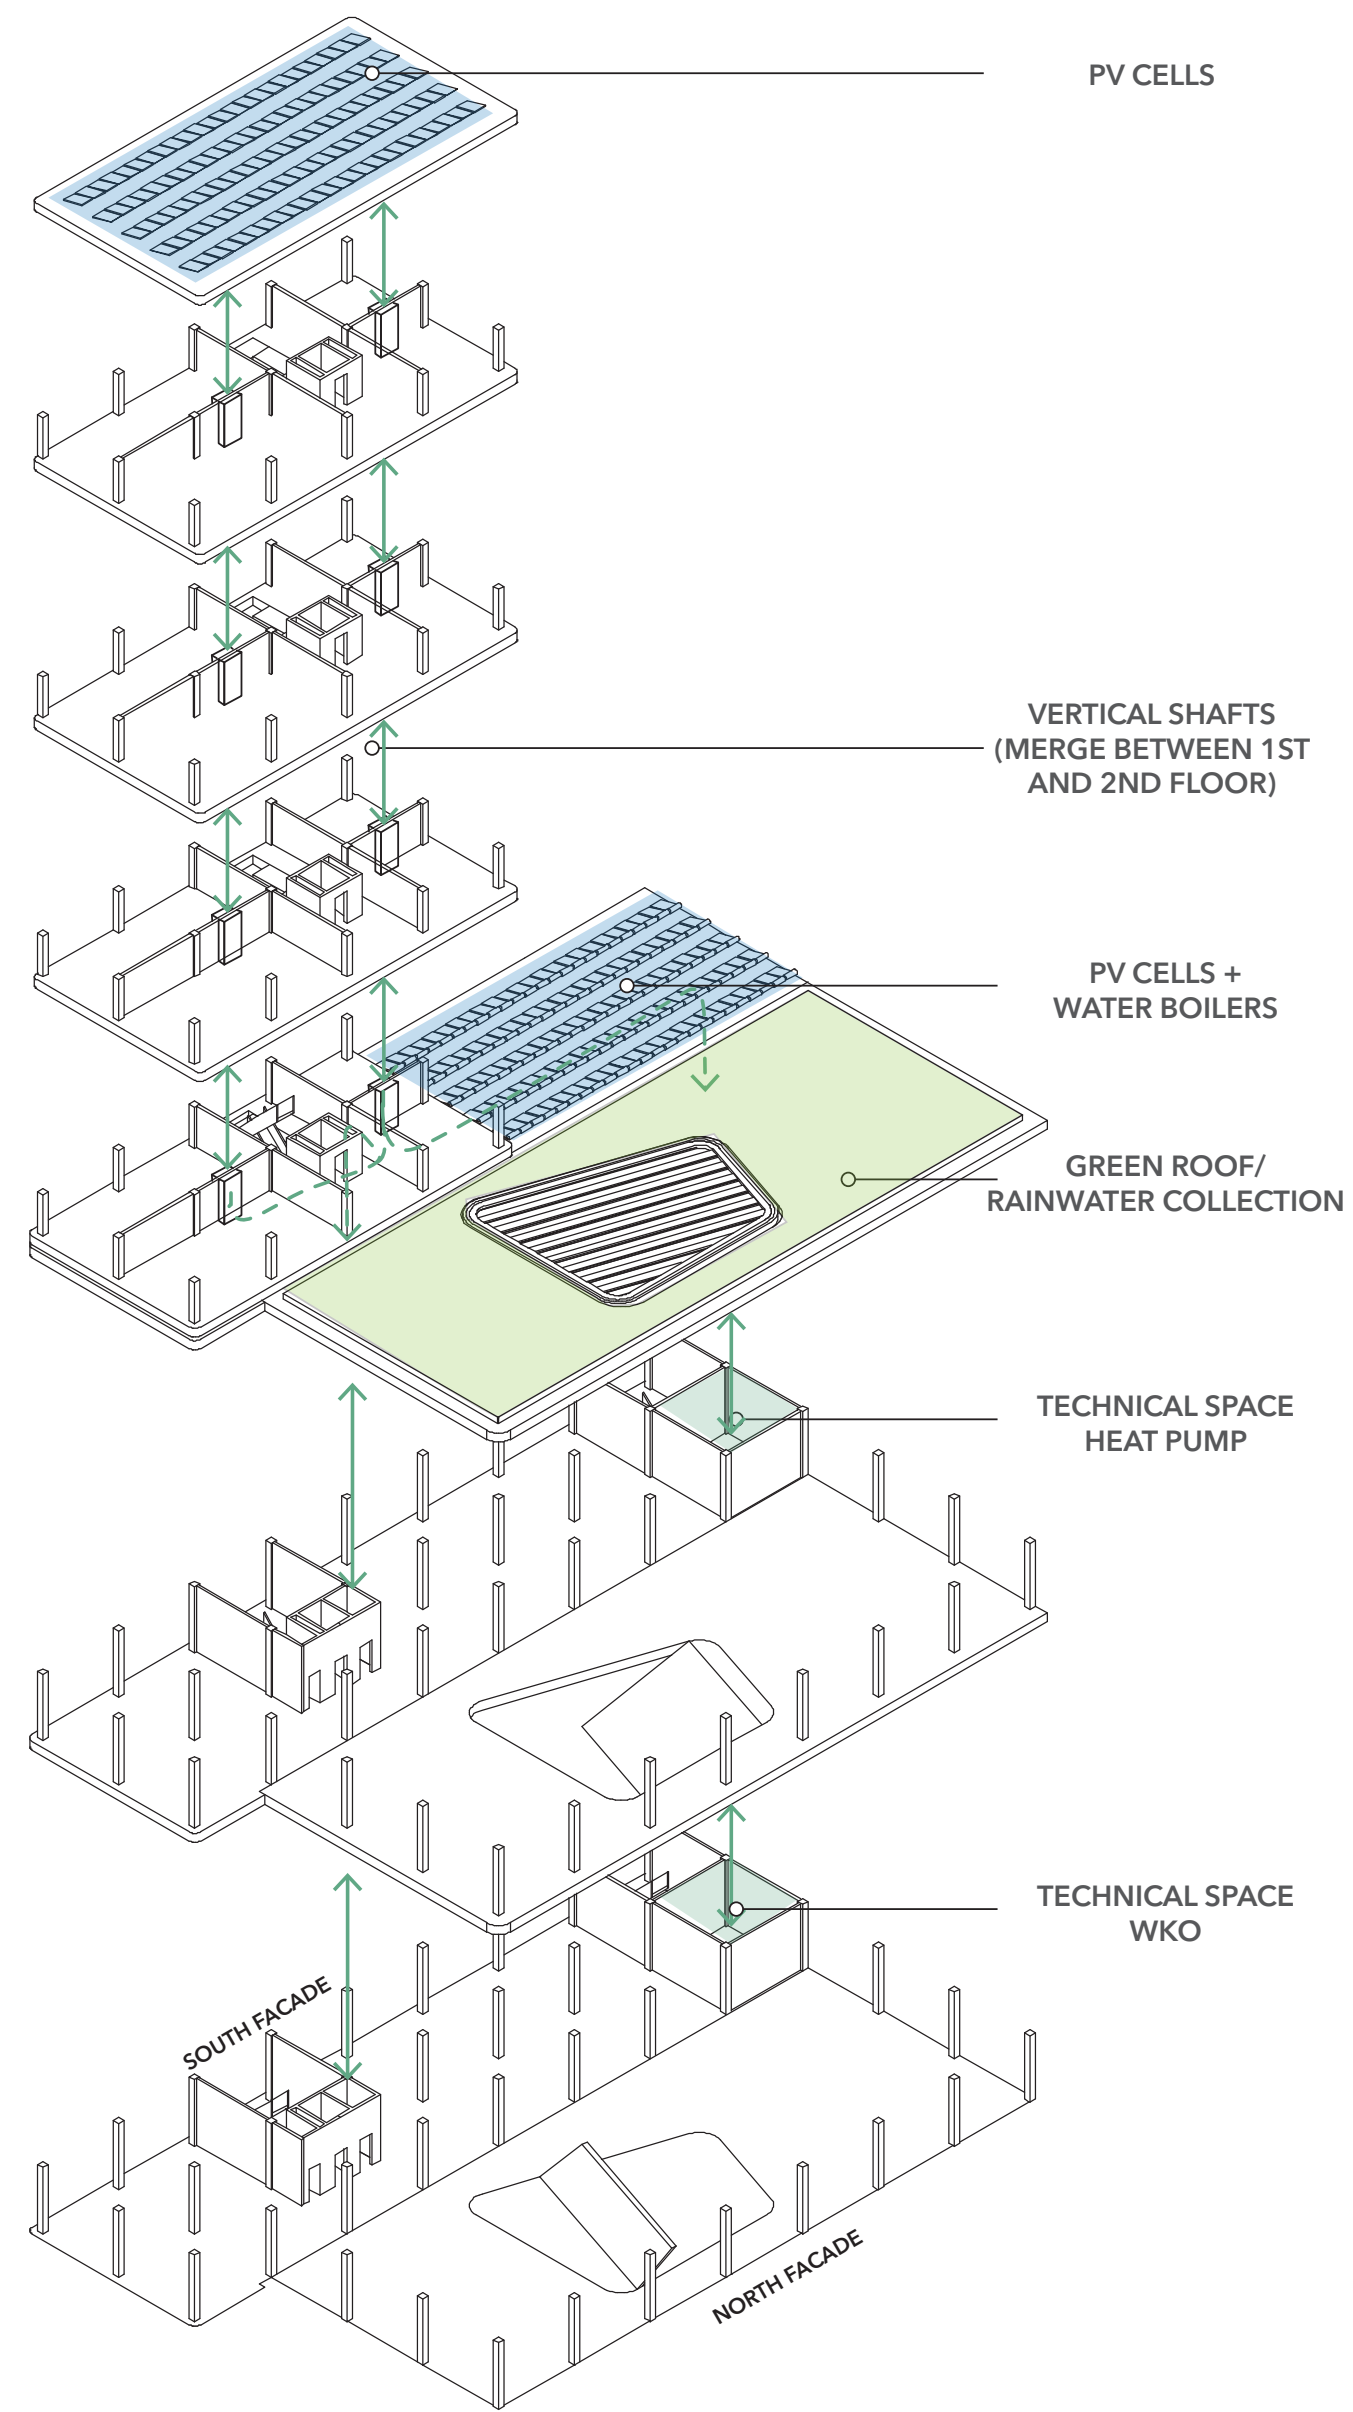 PV CELLS
VERTICAL SHAFTS
(MERGE BETWEEN 1ST
AND 2ND FLOOR)
PV CELLS +
WATER BOILERS
GREEN ROOF/
RAINWATER COLLECTION
TECHNICAL SPACE
HEAT PUMP
TECHNICAL SPACE
WKO
SOUTH FACADE
NORTH FACADE